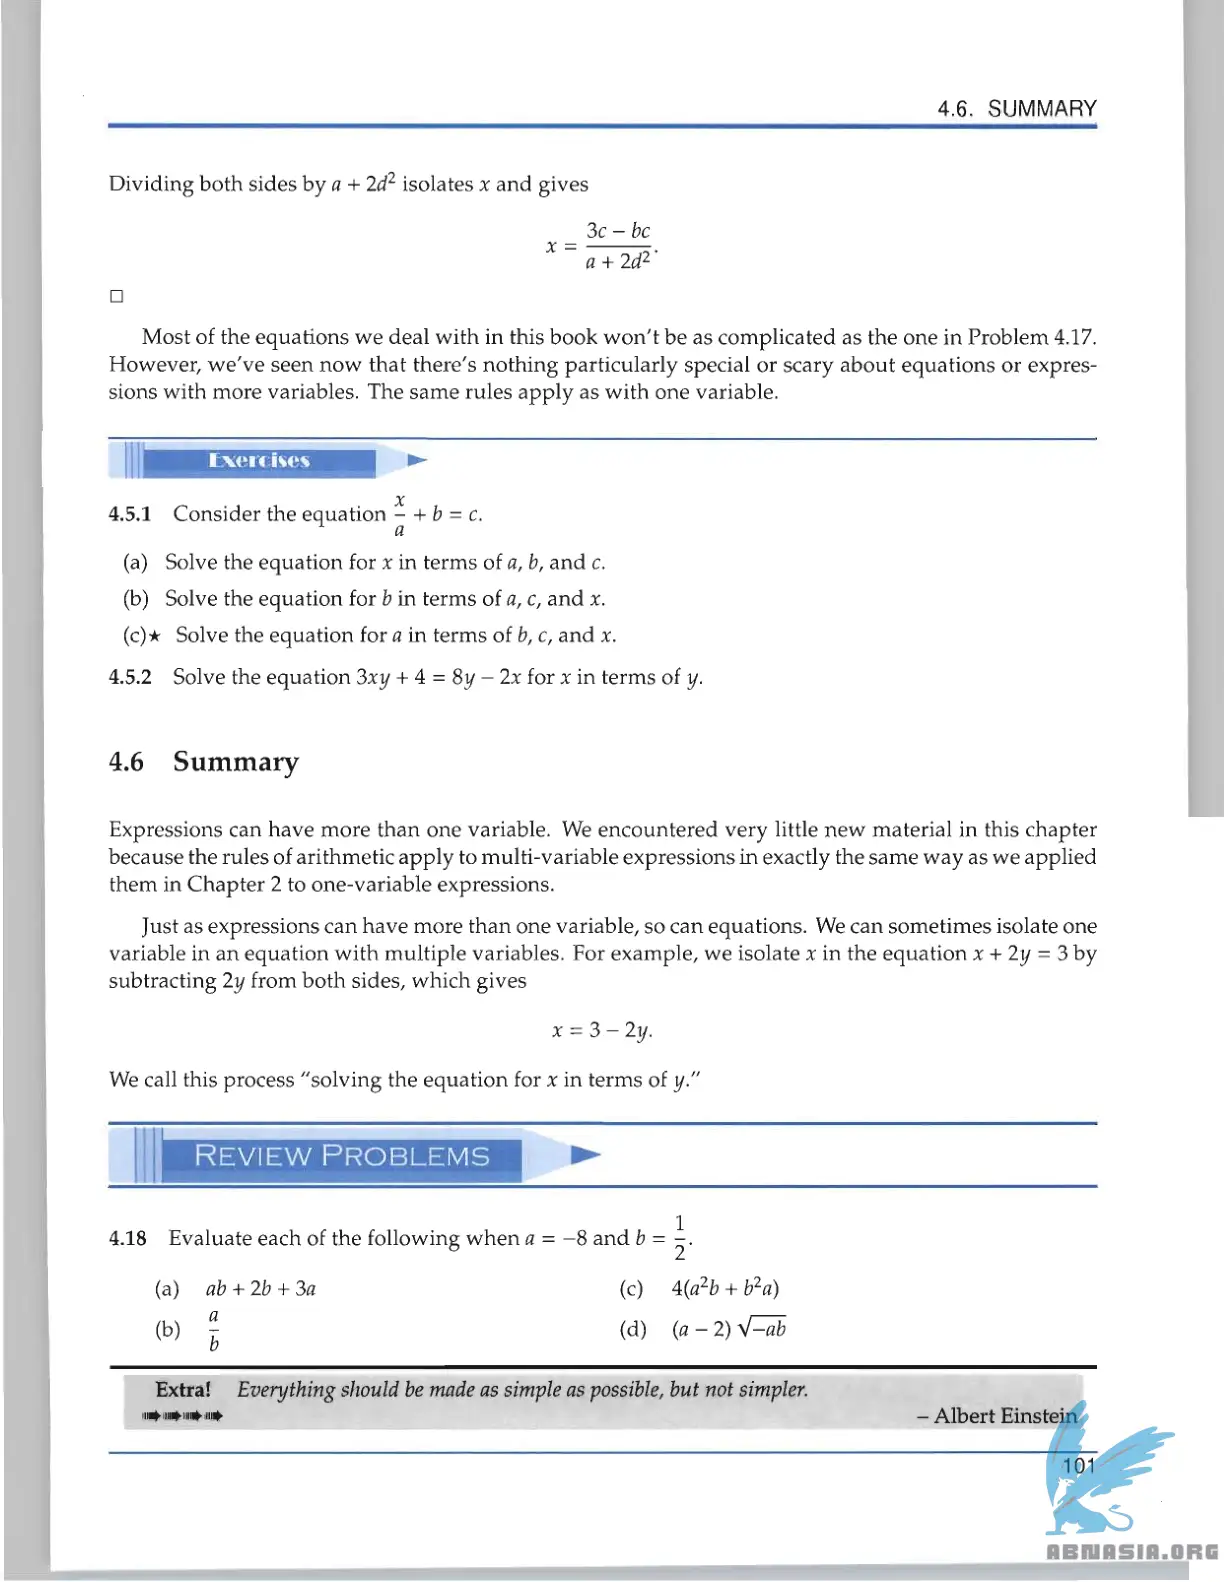 4.6. SUMMARY
Dividing both sides by a + 2d² isolates x and gives
x = (3c − bc)/(a + 2d²).
□
Most of the equations we deal with in this book won't be as complicated as the one in Problem 4.17.
However, we've seen now that there's nothing particularly special or scary about equations or expres-
sions with more variables. The same rules apply as with one variable.
Exercises
4.5.1 Consider the equation x/a + b = c.
(a) Solve the equation for x in terms of a, b, and c.
(b) Solve the equation for b in terms of a, c, and x.
(c)★ Solve the equation for a in terms of b, c, and x.
4.5.2 Solve the equation 3xy + 4 = 8y − 2x for x in terms of y.
4.6 Summary
Expressions can have more than one variable. We encountered very little new material in this chapter
because the rules of arithmetic apply to multi-variable expressions in exactly the same way as we applied
them in Chapter 2 to one-variable expressions.
Just as expressions can have more than one variable, so can equations. We can sometimes isolate one
variable in an equation with multiple variables. For example, we isolate x in the equation x + 2y = 3 by
subtracting 2y from both sides, which gives
x = 3 − 2y.
We call this process "solving the equation for x in terms of y."
REVIEW PROBLEMS
4.18 Evaluate each of the following when a = −8 and b = 1/2.
(a) ab + 2b + 3a
(b) a/b
(c) 4(a²b + b²a)
(d) (a − 2) √−ab
Extra! Everything should be made as simple as possible, but not simpler.
– Albert Einstein
101
ABNASIA.ORG